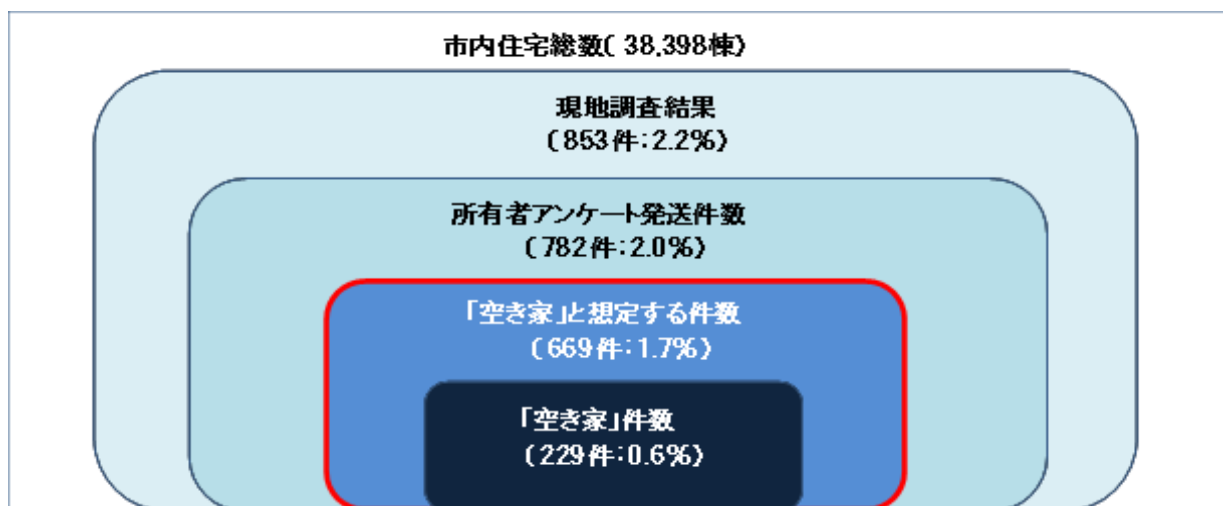 市内住宅総数( 38,398棟)
現地調査結果
(853件:2.2%)
所有者アンケート発送件数
(782件:2.0%)
「空き家」と想定する件数
(669件:1.7%)
「空き家」件数
(229件:0.6%)